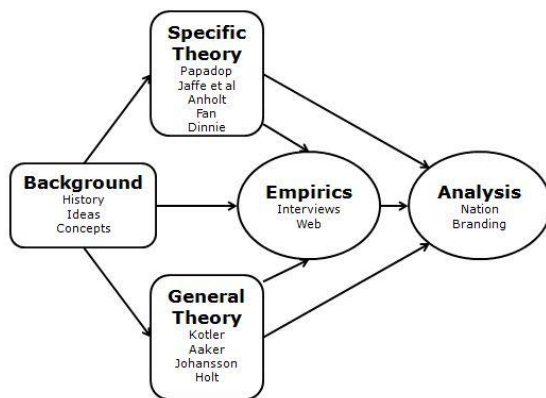 Specific
Theory
Papadop
Jaffe et al
Anholt
Fan
Dinnie
Background
History
Ideas
Concepts
Empirics
Interviews
Web
Analysis
Nation
Branding
General
Theory
Kotler
Aaker
Johansson
Holt